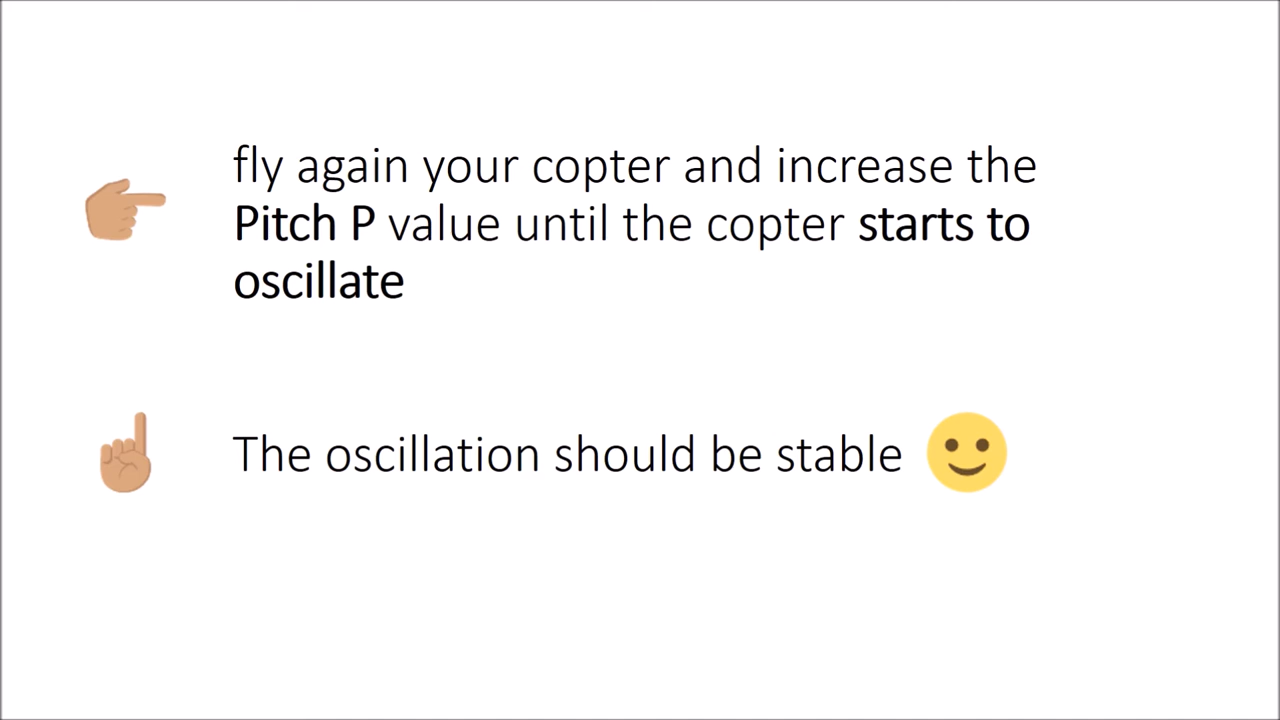 fly again your copter and increase the
Pitch P value until the copter starts to
oscillate
The oscillation should be stable